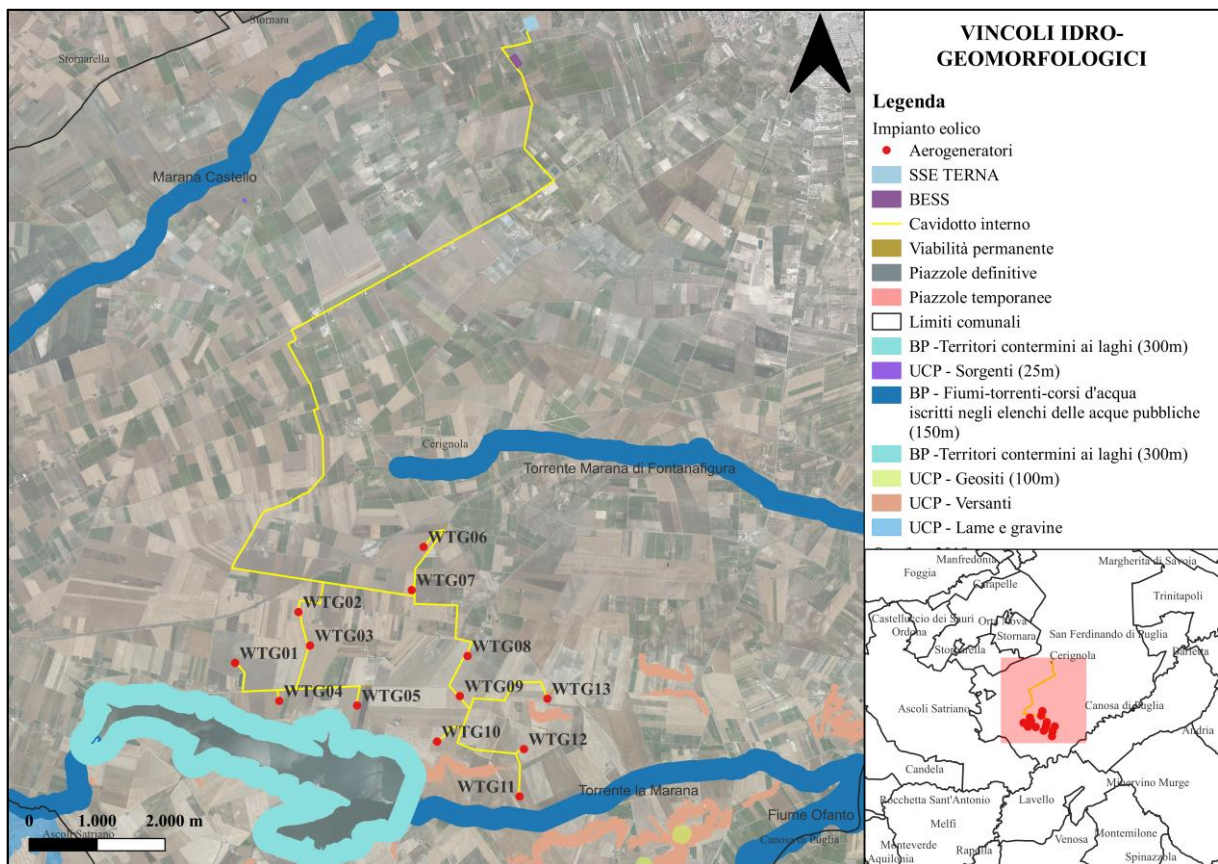 Stornara
Stornarella
Marana Castello
Cerignola
Torrente Marana di Fontanafigura
WTG06
WTG07
WTG02
WTG03
WTG08
WTG01
WTG04
WTG05
WTG09
WTG13
WTG10
WTG12
WTG11
Torrente la Marana
Fiume Ofanto
Canosa di Puglia
Ascoli Satriano
0 1.000 2.000 m
VINCOLI IDRO-
GEOMORFOLOGICI
Legenda
Impianto eolico
Aerogeneratori
SSE TERNA
BESS
Cavidotto interno
Viabilità permanente
Piazzole definitive
Piazzole temporanee
Limiti comunali
BP -Territori contermini ai laghi (300m)
UCP - Sorgenti (25m)
BP - Fiumi-torrenti-corsi d'acqua
iscritti negli elenchi delle acque pubbliche
(150m)
BP -Territori contermini ai laghi (300m)
UCP - Geositi (100m)
UCP - Versanti
UCP - Lame e gravine
Manfredonia
Margherita di Savoia
Foggia
Carapelle
Trinitapoli
Castelluccio dei Sauri
Orta Nova
Ordona
Stornara
San Ferdinando di Puglia
Stornarella
Barletta
Cerignola
Ascoli Satriano
Canosa di Puglia
Andria
Candela
Minervino Murge
Rocchetta Sant'Antonio
Lavello
Melfi
Montemilone
Venosa
Monteverde
Rapolla
Aquilonia
Spinazzola